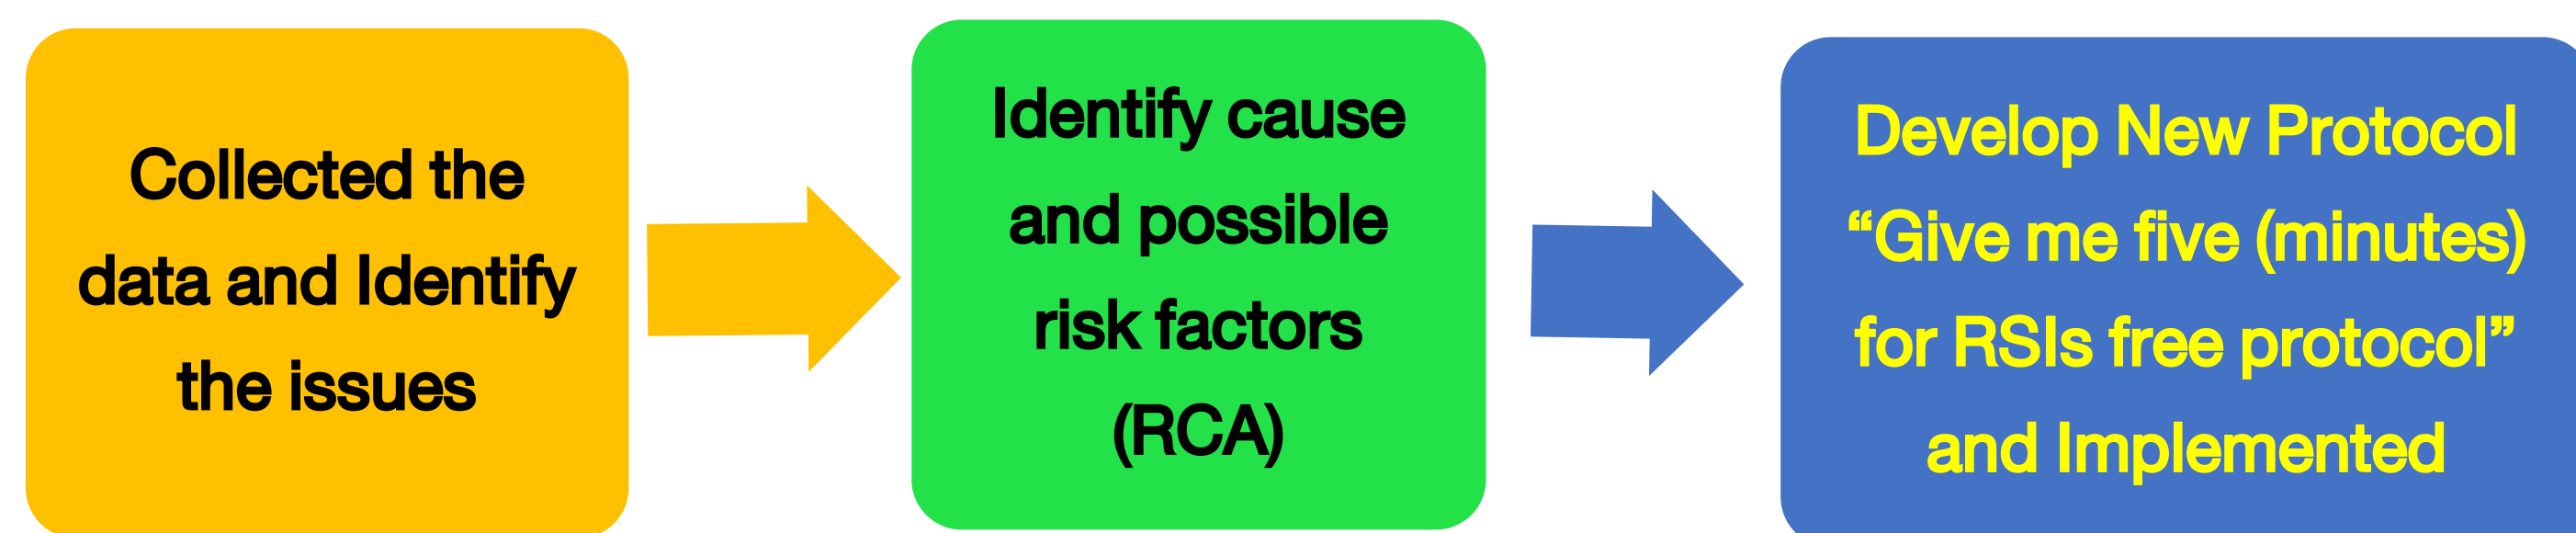 Collected the
data and Identify
the issues
Identify cause
and possible
risk factors
(RCA)
Develop New Protocol
“Give me five (minutes)
for RSIs free protocol”
and Implemented